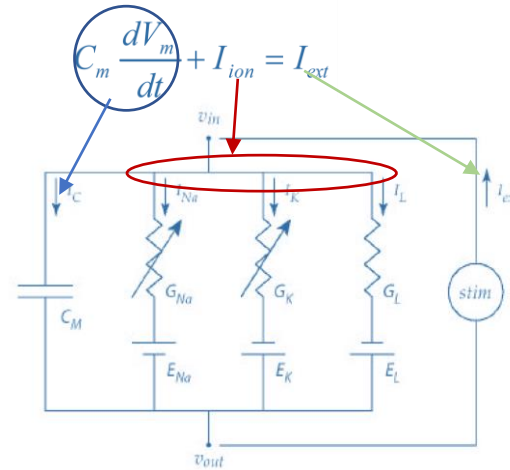 C_m dV_m/dt + I_ion = I_ext
v_in
I_C I_Na I_K I_L
G_Na G_K G_L stim
C_M
E_Na E_K E_L
v_out